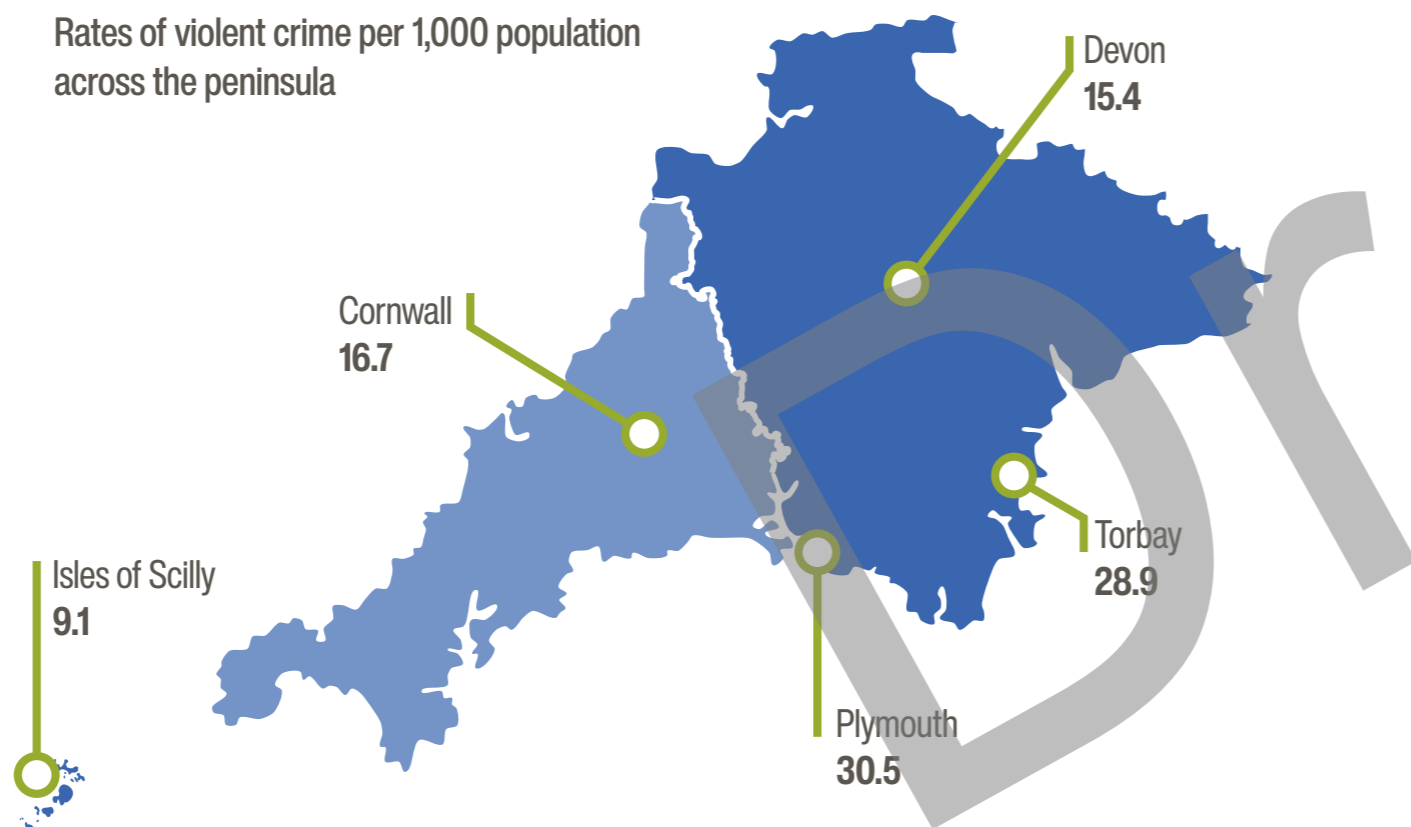 Rates of violent crime per 1,000 population
across the peninsula
Devon
15.4
Cornwall
16.7
Torbay
28.9
Isles of Scilly
9.1
Plymouth
30.5
Dr